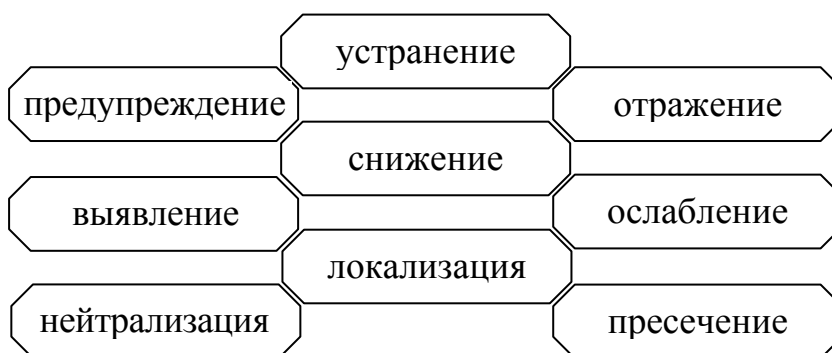 устранение
предупреждение
отражение
снижение
выявление
ослабление
локализация
нейтрализация
пресечение